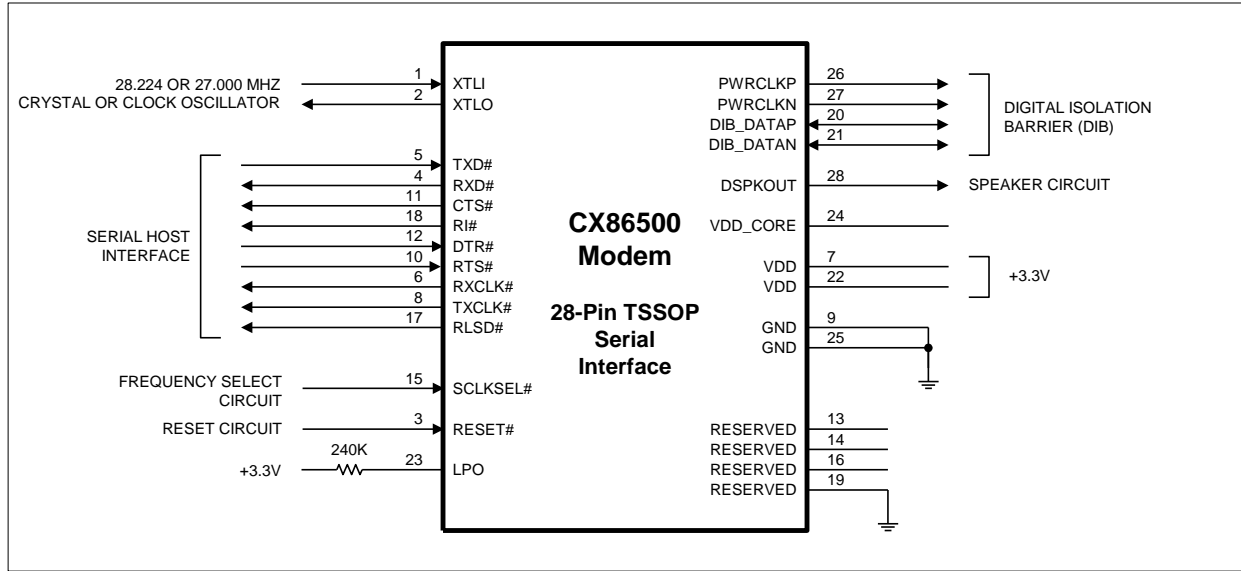 28.224 OR 27.000 MHZ
CRYSTAL OR CLOCK OSCILLATOR
1 XTLI
2 XTLO
SERIAL HOST
INTERFACE
5 TXD#
4 RXD#
11 CTS#
18 RI#
12 DTR#
10 RTS#
6 RXCLK#
8 TXCLK#
17 RLSD#
FREQUENCY SELECT
CIRCUIT
15 SCLKSEL#
RESET CIRCUIT
3 RESET#
+3.3V
240K
23 LPO
CX86500
Modem
28-Pin TSSOP
Serial
Interface
PWRCLKP 26
PWRCLKN 27
DIB_DATAP 20
DIB_DATAN 21
DIGITAL ISOLATION
BARRIER (DIB)
DSPKOUT 28
SPEAKER CIRCUIT
VDD_CORE 24
VDD 7
VDD 22
+3.3V
GND 9
GND 25
RESERVED 13
RESERVED 14
RESERVED 16
RESERVED 19